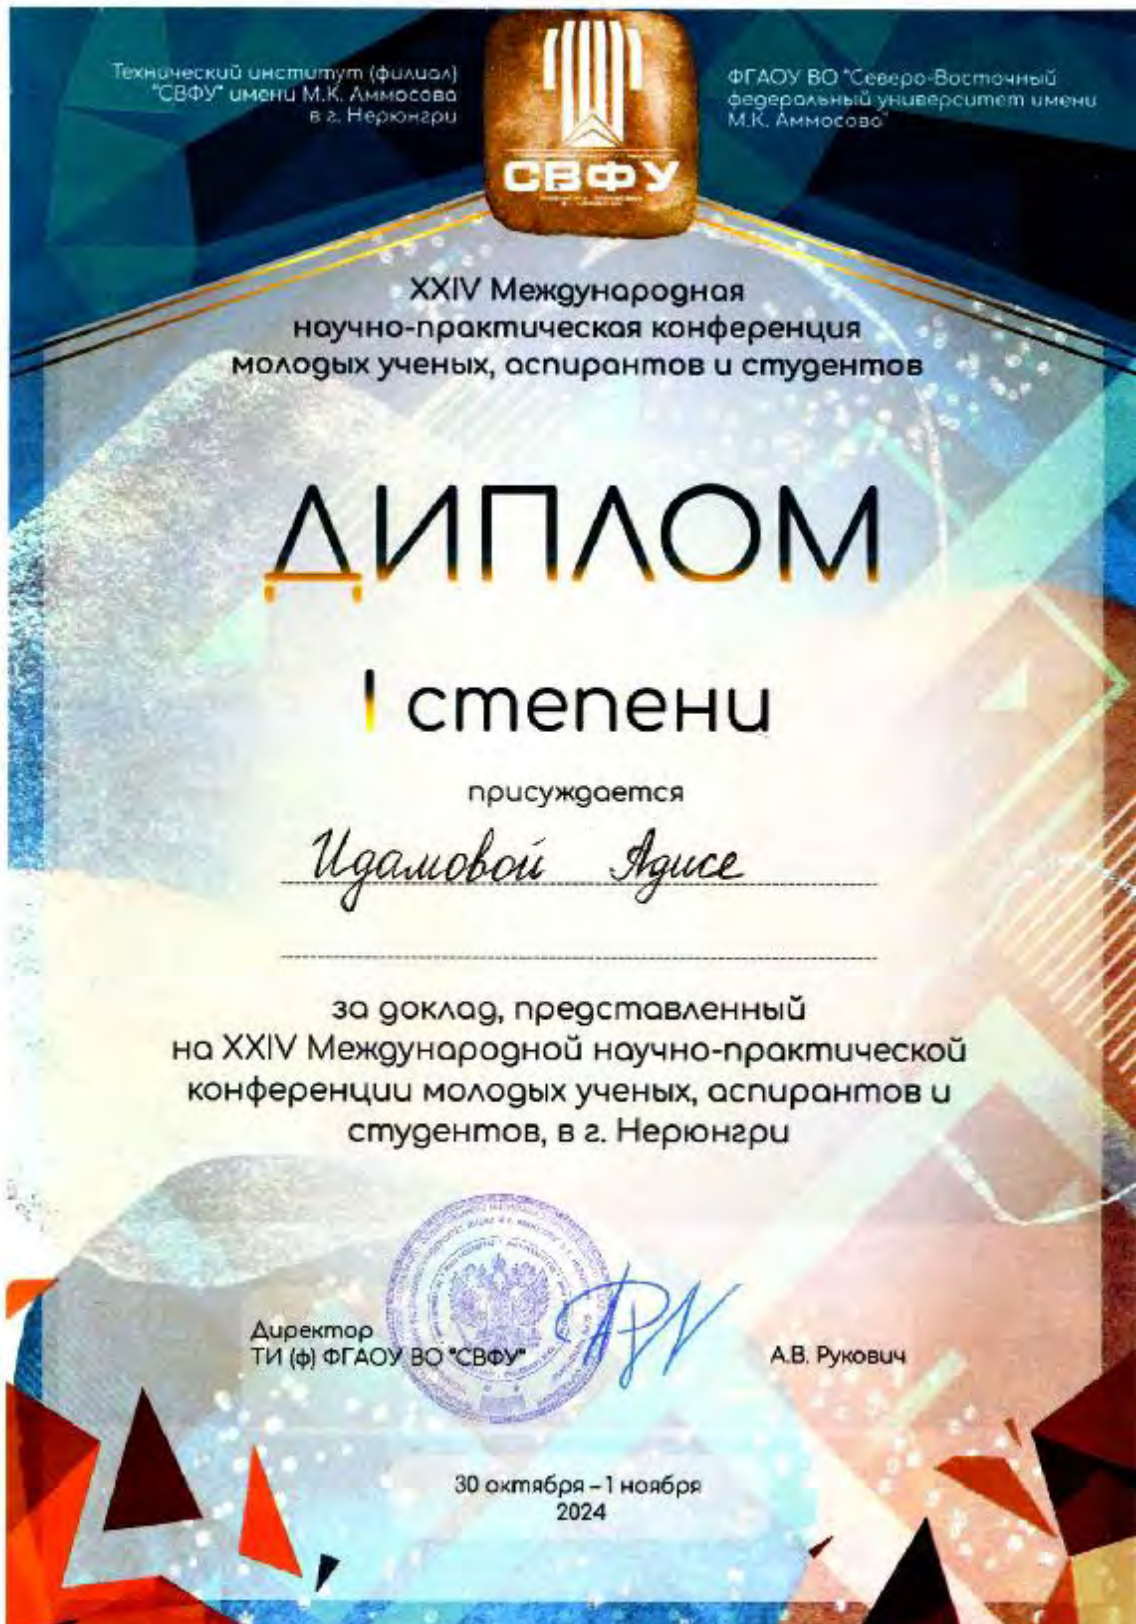 Технический институт (филиал)
"СВФУ" имени М.К. Аммосова
в г. Нерюнгри
ФГАОУ ВО "Северо-Восточный
федеральный университет имени
М.К. Аммосова"
СВФУ
XXIV Международная
научно-практическая конференция
молодых ученых, аспирантов и студентов
ДИПЛОМ
I степени
присуждается
Идамовой Адисе
за доклад, представленный
на XXIV Международной научно-практической
конференции молодых ученых, аспирантов и
студентов, в г. Нерюнгри
Директор
ТИ (ф) ФГАОУ ВО "СВФУ"
А.В. Рукович
30 октября – 1 ноября
2024